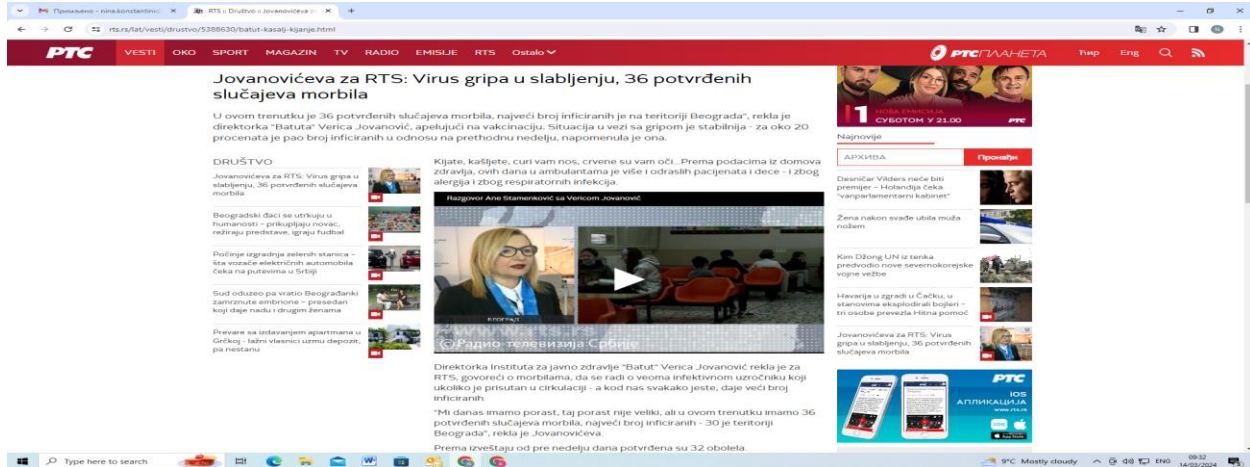 Примљено - nina.konstantinic
RTS :: Društvo :: Jovanovićeva za
rts.rs/lat/vesti/drustvo/5388630/batut-kasalj-kijanje.html
РТС VESTI OKO SPORT MAGAZIN TV RADIO EMISIJE RTS Ostalo
РТС ПЛАНЕТА Ћир Eng
Jovanovićeva za RTS: Virus gripa u slabljenju, 36 potvrđenih
slučajeva morbila
U ovom trenutku je 36 potvrđenih slučajeva morbila, najveći broj inficiranih je na teritoriji Beograda", rekla je
direktorka "Batuta" Verica Jovanović, apelujući na vakcinaciju. Situacija u vezi sa gripom je stabilnija - za oko 20
procenata je pao broj inficiranih u odnosu na prethodnu nedelju, napomenula je ona.
DRUŠTVO
Jovanovićeva za RTS: Virus gripa u
slabljenju, 36 potvrđenih slučajeva
morbila
Beogradski đaci se utrkuju u
humanosti – prikupljaju novac,
režiraju predstave, igraju fudbal
Počinje izgradnja zelenih stanica –
šta vozače električnih automobila
čeka na putevima u Srbiji
Sud oduzeo pa vratio Beograđanki
zamrznute embrione – presedan
koji daje nadu i drugim ženama
Prevare sa izdavanjem apartmana u
Grčkoj - lažni vlasnici uzmu depozit,
pa nestanu
Kijate, kašljete, curi vam nos, crvene su vam oči...Prema podacima iz domova
zdravlja, ovih dana u ambulantama je više i odraslih pacijenata i dece - i zbog
alergija i zbog respiratornih infekcija.
Razgovor Ane Stamenković sa Vericom Jovanović
БЕОГРАД
www.rts.rs
©Радио-телевизија Србије
Direktorka Instituta za javno zdravlje "Batut" Verica Jovanović rekla je za
RTS, govoreći o morbilama, da se radi o veoma infektivnom uzročniku koji
ukoliko je prisutan u cirkulaciji - a kod nas svakako jeste, daje veći broj
inficiranih.
"Mi danas imamo porast, taj porast nije veliki, ali u ovom trenutku imamo 36
potvrđenih slučajeva morbila, najveći broj inficiranih - 30 je teritoriji
Beograda", rekla je Jovanovićeva.
Prema izveštaju od pre nedelju dana potvrđena su 32 obolela.
1 НОВА ЕМИСИЈА
СУБОТОМ У 21.00 РТС
Najnovije
АРХИВА Пронађи
Desničar Vilders neće biti
premijer – Holandija čeka
"vanparlamentarni kabinet"
Žena nakon svađe ubila muža
nožem
Kim Džong UN iz tenka
predvodio nove severnokorejske
vojne vežbe
Havarija u zgradi u Čačku, u
stanovima eksplodirali bojleri –
tri osobe prevezla Hitna pomoć
Jovanovićeva za RTS: Virus
gripa u slabljenju, 36 potvrđenih
slučajeva morbila
РТС
iOS
АПЛИКАЦИЈА
www.rts.rs
App Store
Type here to search
9°C Mostly cloudy ENG 09:32
14/03/2024